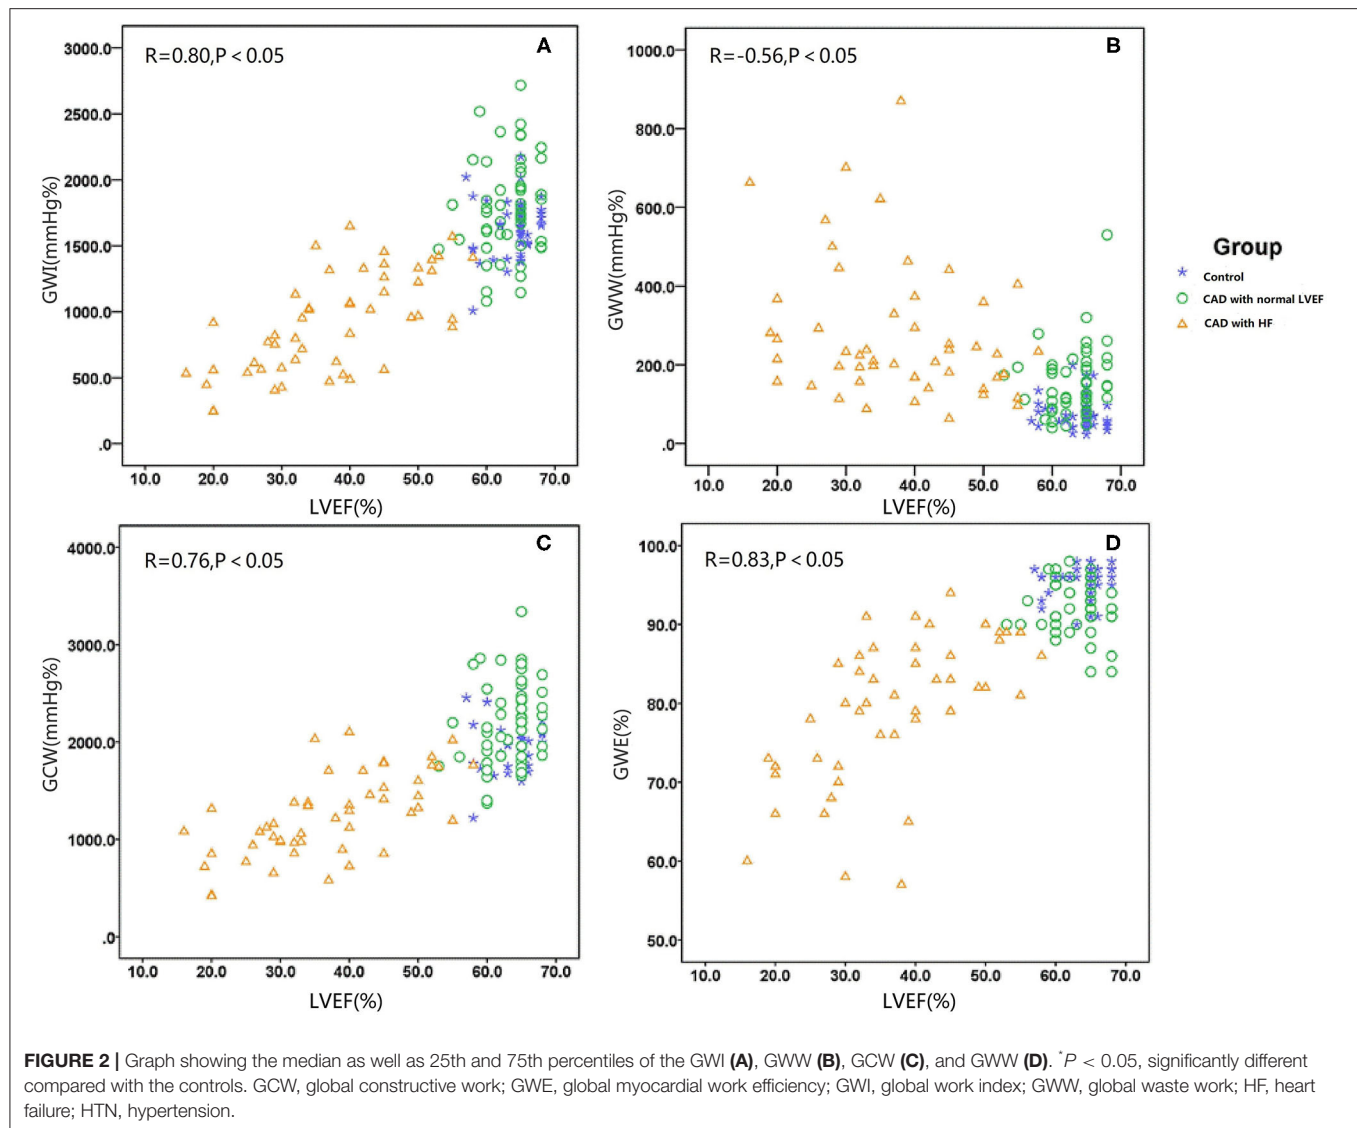 A
R=0.80,P < 0.05
GWI(mmHg%)
3000.0
2500.0
2000.0
1500.0
1000.0
500.0
.0
10.0 20.0 30.0 40.0 50.0 60.0 70.0
LVEF(%)
B
R=-0.56,P < 0.05
GWW(mmHg%)
1000.0
800.0
600.0
400.0
200.0
.0
10.0 20.0 30.0 40.0 50.0 60.0 70.0
LVEF(%)
Group
Control
CAD with normal LVEF
CAD with HF
C
R=0.76,P < 0.05
GCW(mmHg%)
4000.0
3000.0
2000.0
1000.0
.0
10.0 20.0 30.0 40.0 50.0 60.0 70.0
LVEF(%)
D
R=0.83,P < 0.05
GWE(%)
100.0
90.0
80.0
70.0
60.0
50.0
10.0 20.0 30.0 40.0 50.0 60.0 70.0
LVEF(%)
FIGURE 2 | Graph showing the median as well as 25th and 75th percentiles of the GWI (A), GWW (B), GCW (C), and GWW (D). *P < 0.05, significantly different
compared with the controls. GCW, global constructive work; GWE, global myocardial work efficiency; GWI, global work index; GWW, global waste work; HF, heart
failure; HTN, hypertension.